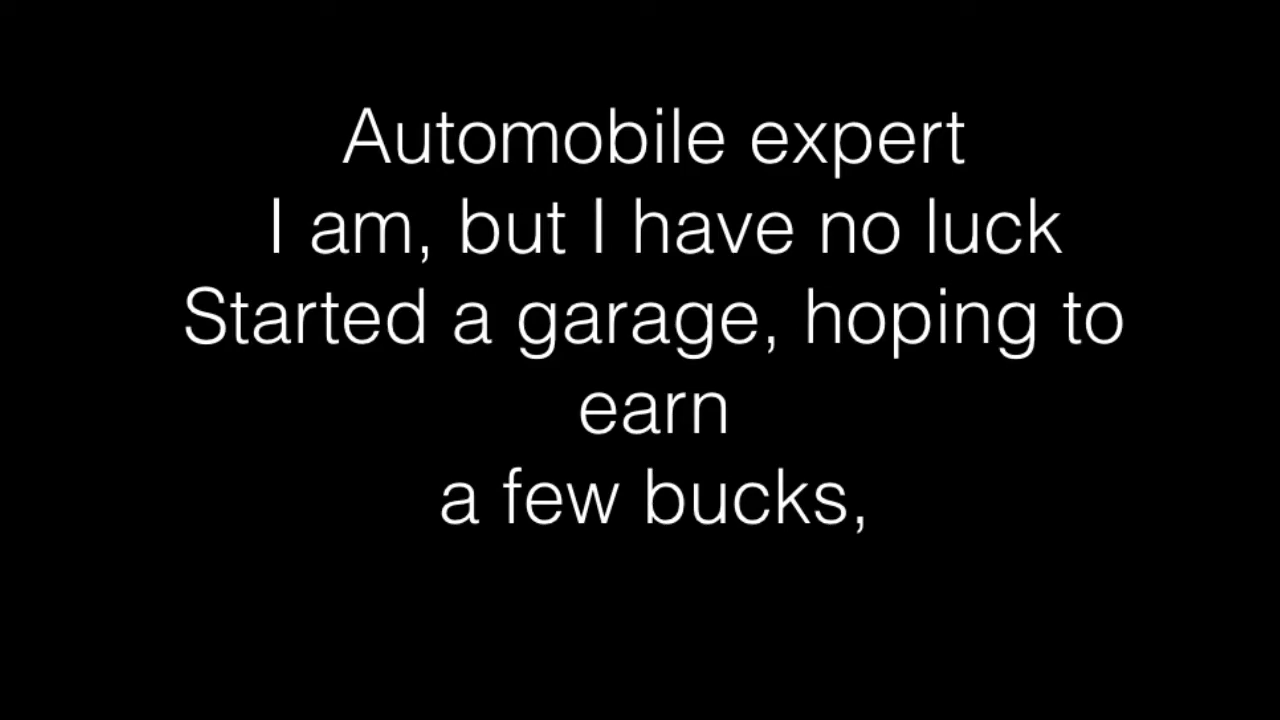 Automobile expert
I am, but I have no luck
Started a garage, hoping to
earn
a few bucks,